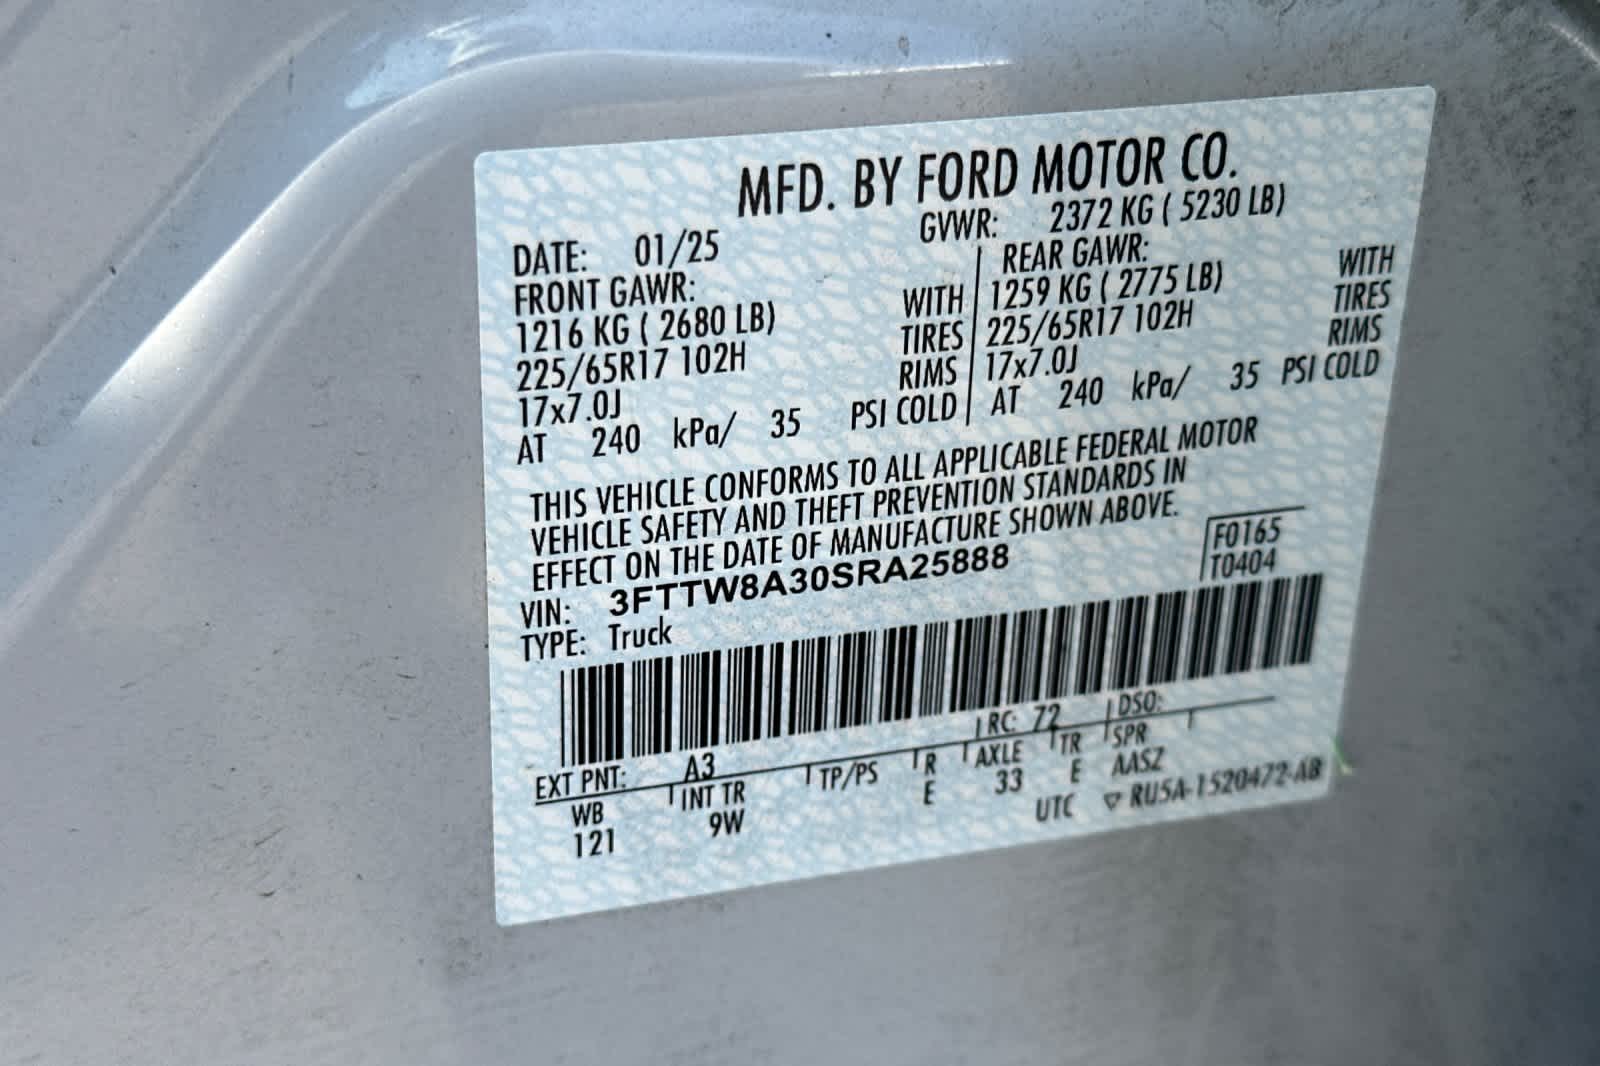 MFD. BY FORD MOTOR CO.
DATE: 01/25 GVWR: 2372 KG ( 5230 LB)
FRONT GAWR: REAR GAWR:
1216 KG ( 2680 LB) WITH 1259 KG ( 2775 LB) WITH
225/65R17 102H TIRES 225/65R17 102H TIRES
17x7.0J RIMS 17x7.0J RIMS
AT 240 kPa/ 35 PSI COLD AT 240 kPa/ 35 PSI COLD
THIS VEHICLE CONFORMS TO ALL APPLICABLE FEDERAL MOTOR
VEHICLE SAFETY AND THEFT PREVENTION STANDARDS IN
EFFECT ON THE DATE OF MANUFACTURE SHOWN ABOVE.
VIN: 3FTTW8A30SRA25888 F0165
TYPE: Truck T0404
EXT PNT: A3 RC: 72 DSO:
WB INT TR TP/PS R AXLE TR SPR
121 9W E 33 E AASZ
UTC ▽ RU5A-1520472-AB